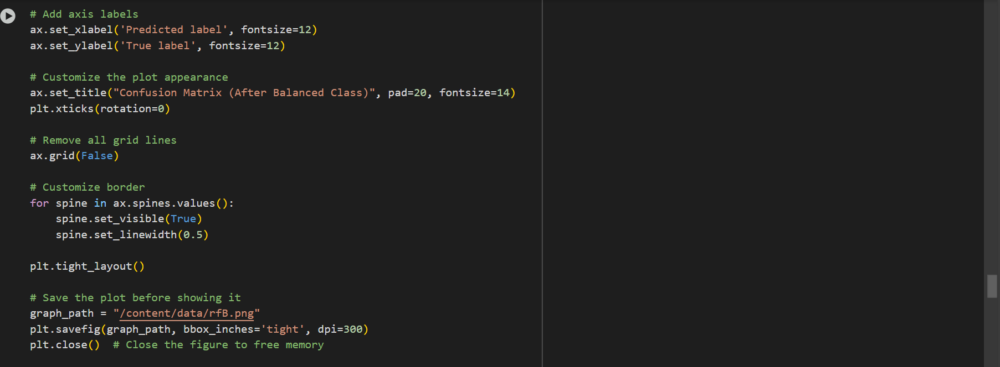 # Add axis labels
ax.set_xlabel('Predicted label', fontsize=12)
ax.set_ylabel('True label', fontsize=12)
# Customize the plot appearance
ax.set_title("Confusion Matrix (After Balanced Class)", pad=20, fontsize=14)
plt.xticks(rotation=0)
# Remove all grid lines
ax.grid(False)
# Customize border
for spine in ax.spines.values():
    spine.set_visible(True)
    spine.set_linewidth(0.5)
plt.tight_layout()
# Save the plot before showing it
graph_path = "/content/data/rfB.png"
plt.savefig(graph_path, bbox_inches='tight', dpi=300)
plt.close()  # Close the figure to free memory